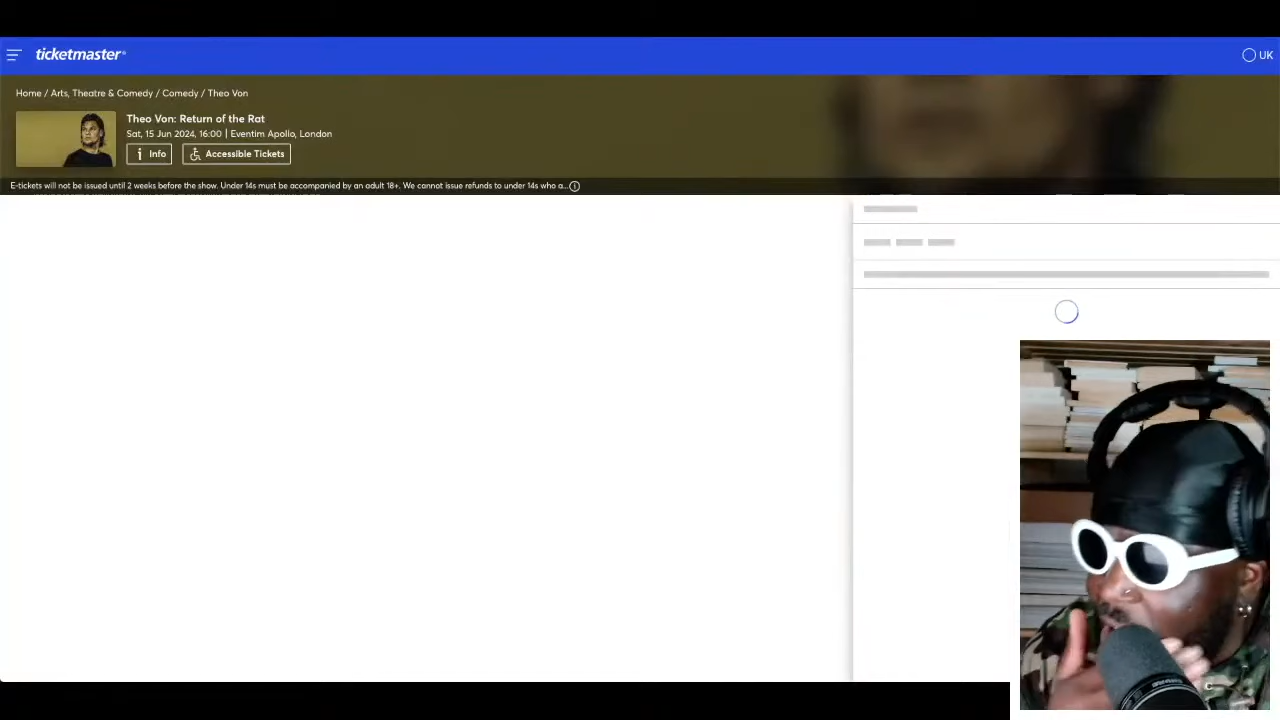 ticketmaster®
UK
Home / Arts, Theatre & Comedy / Comedy / Theo Von
Theo Von: Return of the Rat
Sat, 15 Jun 2024, 16:00 | Eventim Apollo, London
Info
Accessible Tickets
E-tickets will not be issued until 2 weeks before the show. Under 14s must be accompanied by an adult 18+. We cannot issue refunds to under 14s who a...